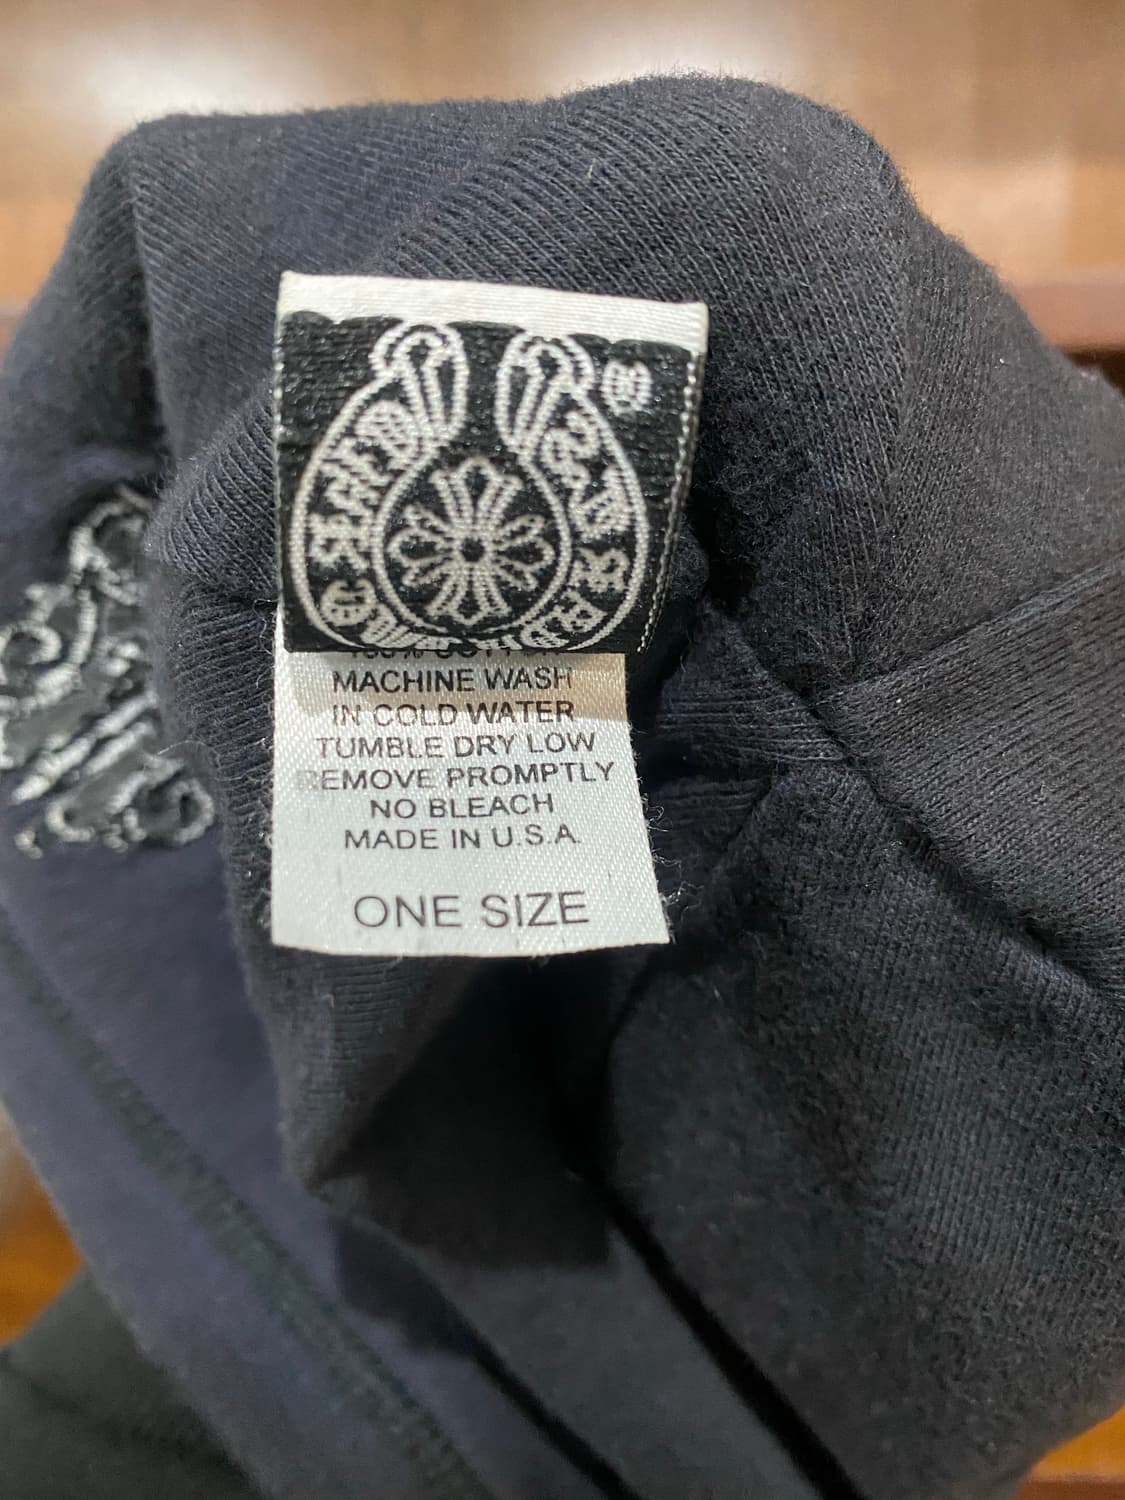 ®
MACHINE WASH
IN COLD WATER
TUMBLE DRY LOW
REMOVE PROMPTLY
NO BLEACH
MADE IN U.S.A.
ONE SIZE